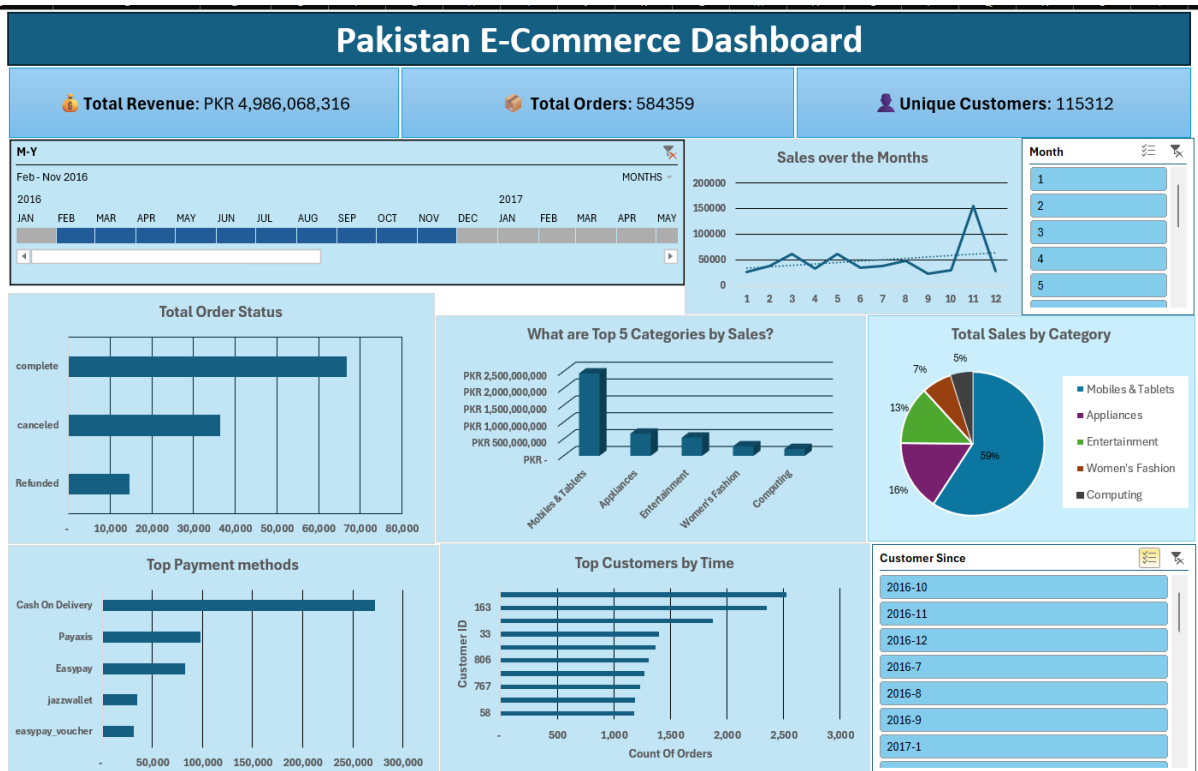 Pakistan E-Commerce Dashboard
Total Revenue: PKR 4,986,068,316
Total Orders: 584359
Unique Customers: 115312
M-Y
Feb - Nov 2016
MONTHS
2016 2017
JAN FEB MAR APR MAY JUN JUL AUG SEP OCT NOV DEC JAN FEB MAR APR MAY
Sales over the Months
200000
150000
100000
50000
0
1 2 3 4 5 6 7 8 9 10 11 12
Month
1
2
3
4
5
Total Order Status
complete
canceled
Refunded
- 10,000 20,000 30,000 40,000 50,000 60,000 70,000 80,000
What are Top 5 Categories by Sales?
PKR 2,500,000,000
PKR 2,000,000,000
PKR 1,500,000,000
PKR 1,000,000,000
PKR 500,000,000
PKR -
Mobiles & Tablets
Appliances
Entertainment
Women's Fashion
Computing
Total Sales by Category
5%
7%
13%
16%
59%
Mobiles & Tablets
Appliances
Entertainment
Women's Fashion
Computing
Top Payment methods
Cash On Delivery
Payaxis
Easypay
jazzwallet
easypay_voucher
- 50,000 100,000 150,000 200,000 250,000 300,000
Top Customers by Time
Customer ID
163
33
806
767
58
- 500 1,000 1,500 2,000 2,500 3,000
Count Of Orders
Customer Since
2016-10
2016-11
2016-12
2016-7
2016-8
2016-9
2017-1